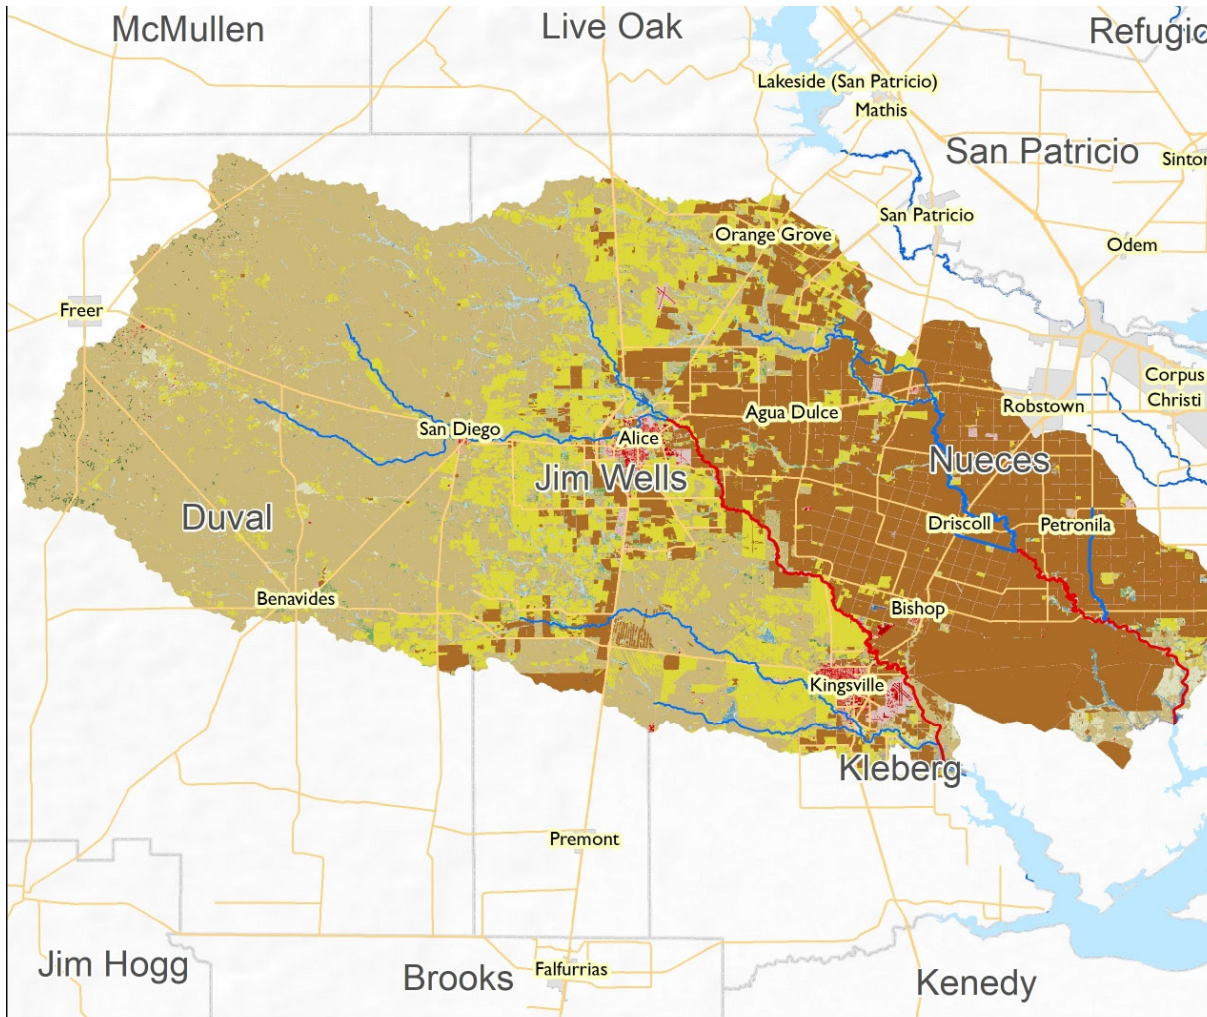 McMullen
Live Oak
Refugio
Lakeside (San Patricio)
Mathis
San Patricio
Sinton
San Patricio
Orange Grove
Odem
Freer
Corpus
Christi
Robstown
Agua Dulce
San Diego
Alice
Nueces
Jim Wells
Duval
Driscoll
Petronila
Benavides
Bishop
Kingsville
Kleberg
Premont
Jim Hogg
Brooks
Falfurrias
Kenedy